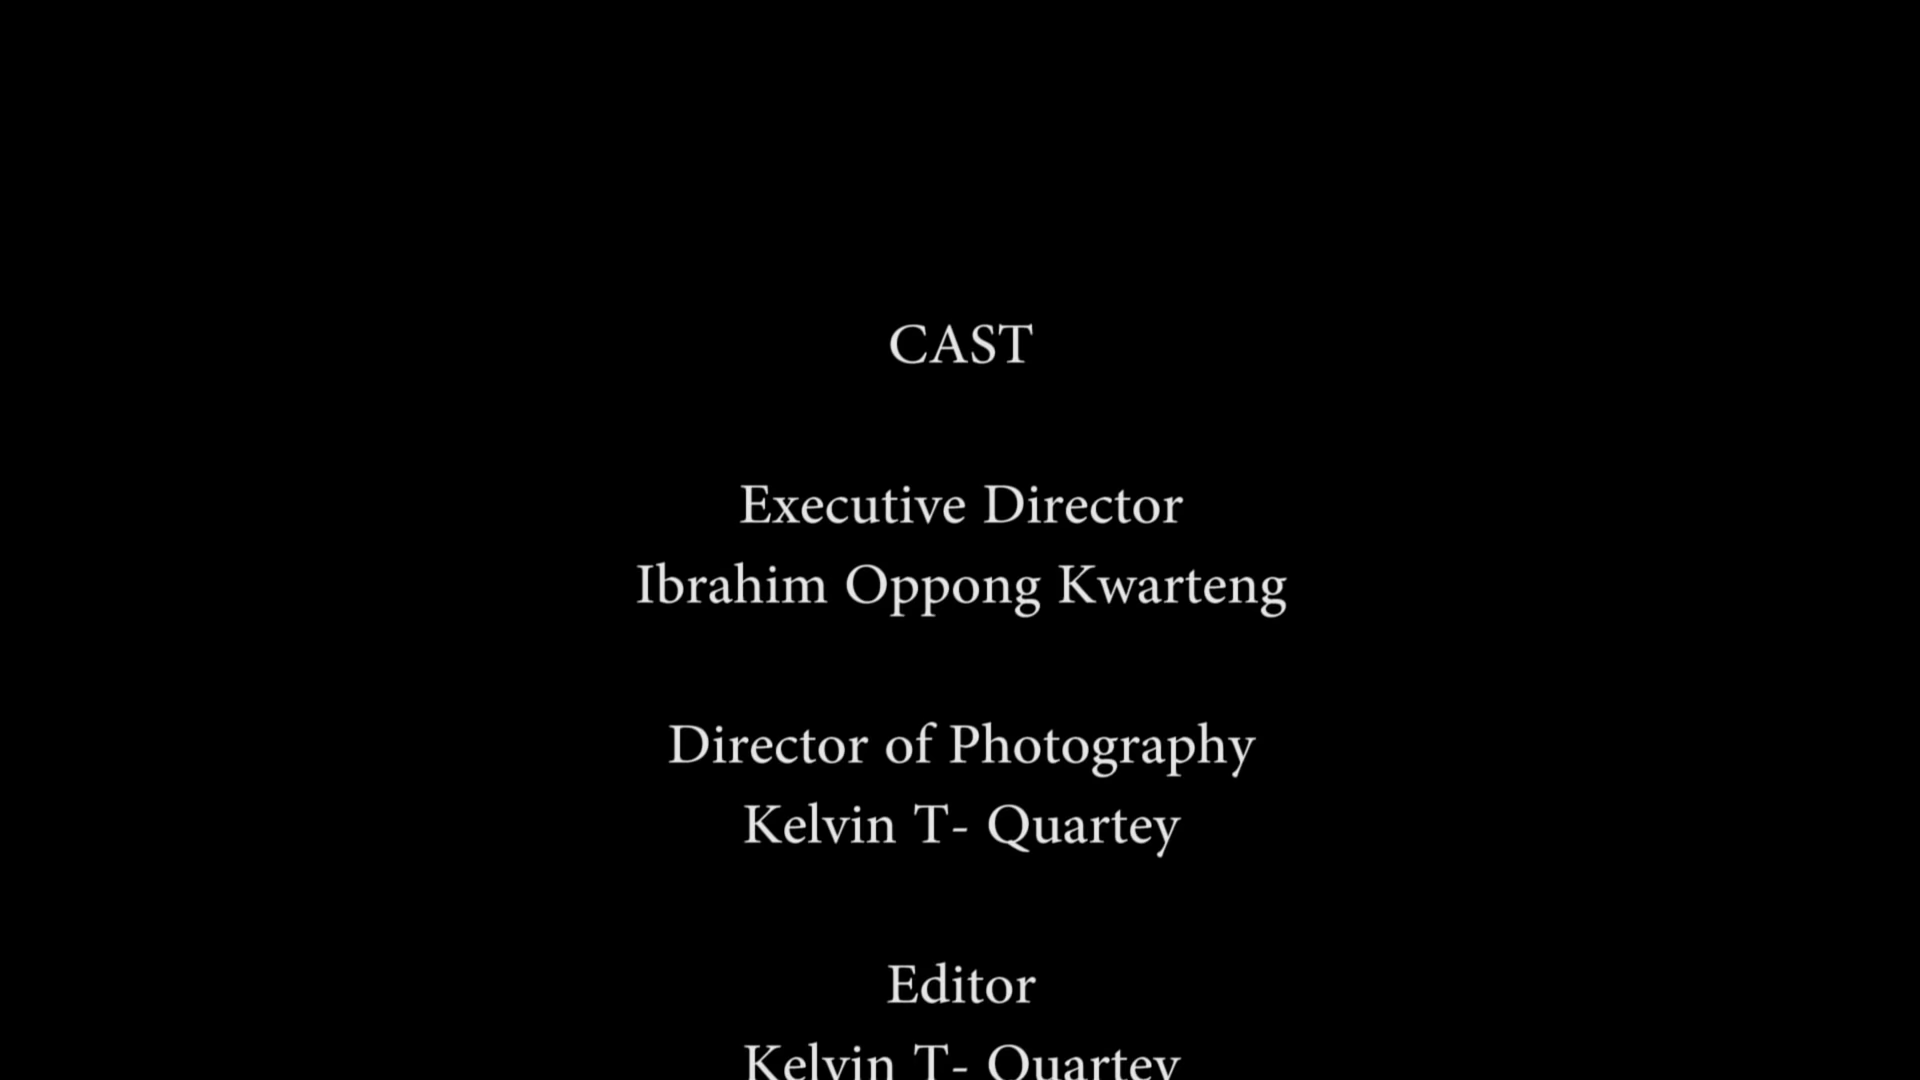 CAST
Executive Director
Ibrahim Oppong Kwarteng
Director of Photography
Kelvin T- Quartey
Editor
Kelvin T- Quartey